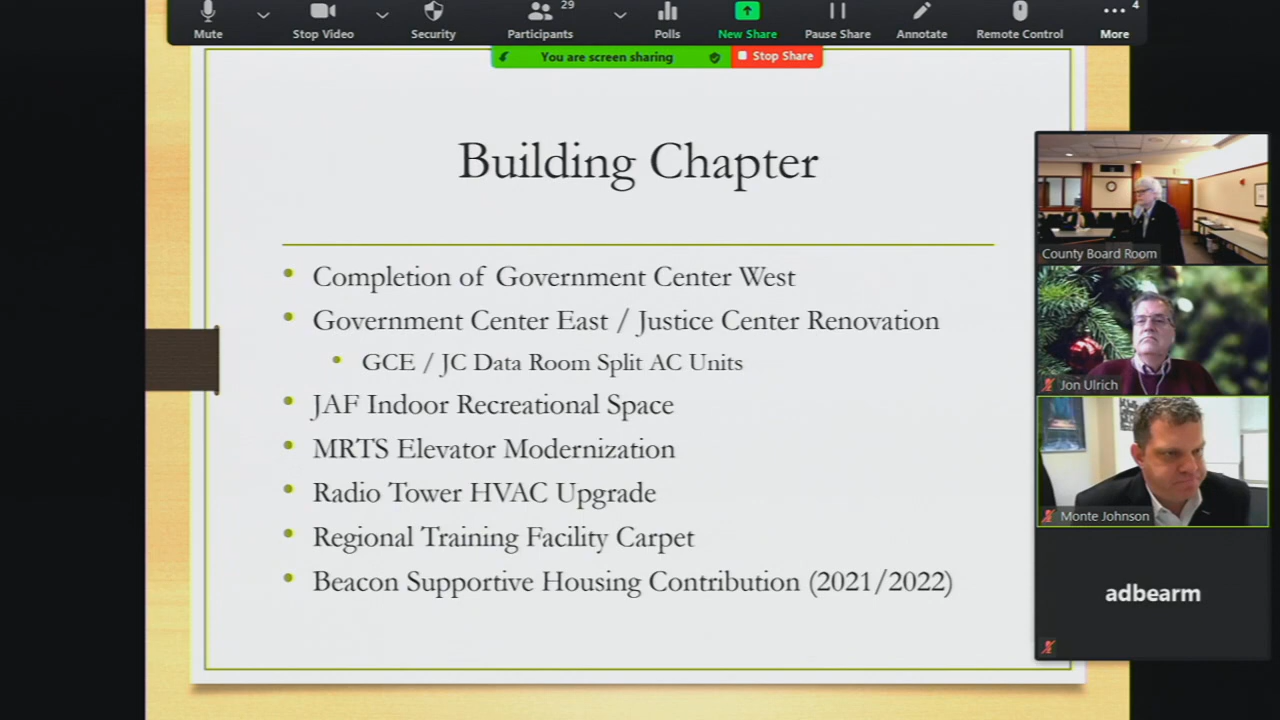 Mute
Stop Video
Security
29
Participants
Polls
New Share
Pause Share
Annotate
Remote Control
4
More
You are screen sharing
Stop Share
Building Chapter
Completion of Government Center West
Government Center East / Justice Center Renovation
GCE / JC Data Room Split AC Units
JAF Indoor Recreational Space
MRTS Elevator Modernization
Radio Tower HVAC Upgrade
Regional Training Facility Carpet
Beacon Supportive Housing Contribution (2021/2022)
County Board Room
Jon Ulrich
Monte Johnson
adbearm